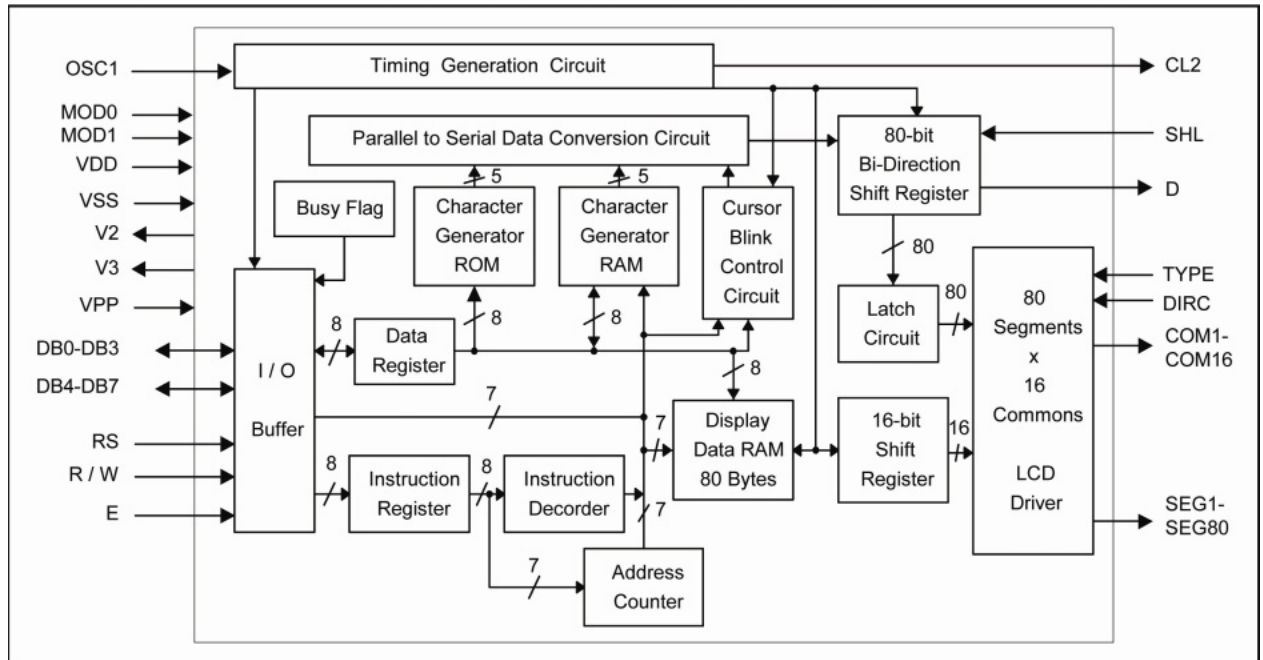 OSC1
MOD0
MOD1
VDD
VSS
V2
V3
VPP
DB0-DB3
DB4-DB7
RS
R / W
E
Timing Generation Circuit
Parallel to Serial Data Conversion Circuit
5
5
Busy Flag
Character
Generator
ROM
Character
Generator
RAM
Cursor
Blink
Control
Circuit
80-bit
Bi-Direction
Shift Register
80
8
8
8
Data
Register
8
I / O
Buffer
7
Latch
Circuit
80
80
Segments
x
16
Commons
LCD
Driver
7
Display
Data RAM
80 Bytes
16-bit
Shift
Register
16
8
Instruction
Register
8
Instruction
Decorder
7
7
Address
Counter
CL2
SHL
D
TYPE
DIRC
COM1-
COM16
SEG1-
SEG80